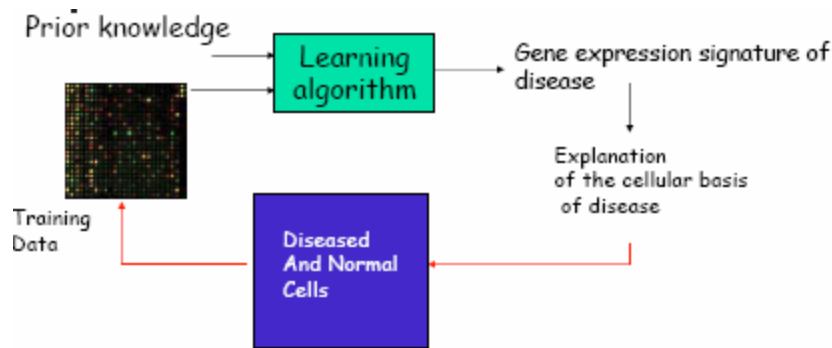 Prior knowledge
Learning
algorithm
Gene expression signature of
disease
Explanation
of the cellular basis
of disease
Training
Data
Diseased
And Normal
Cells